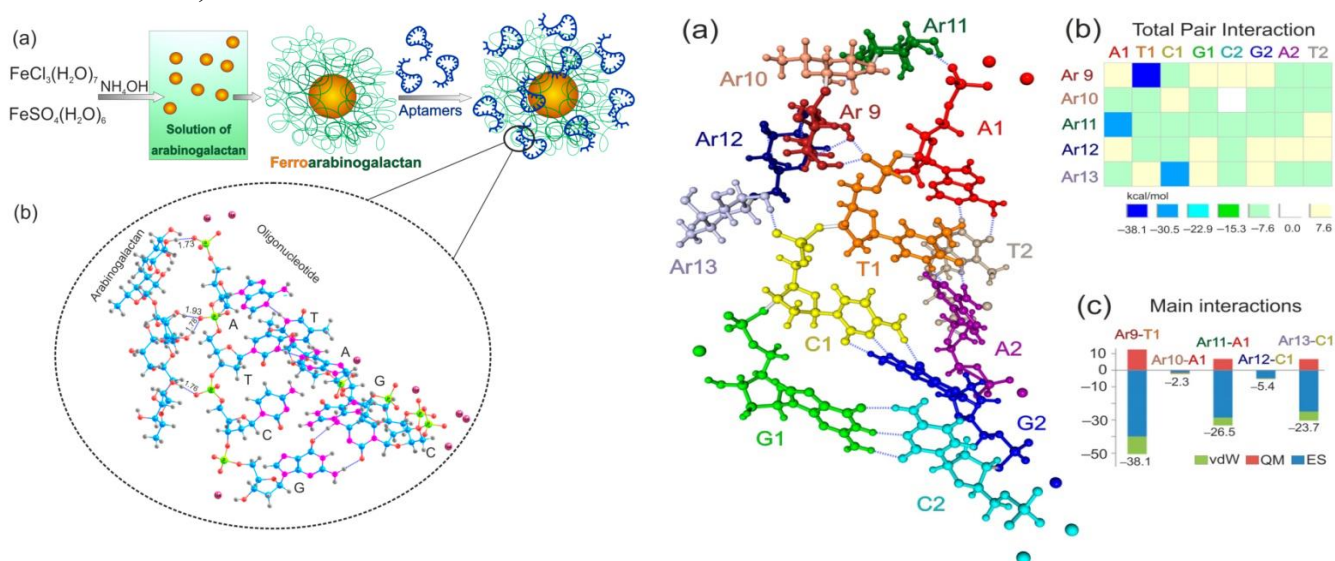 (a)
FeCl3(H2O)7
NH4OH
FeSO4(H2O)6
Solution of
arabinogalactan
Ferroarabinogalactan
Aptamers
(b)
Arabinogalactan
Oligonucleotide
1.73
1.93
1.78
1.76
A
T
T
A
C
G
G
C
(a)
Ar11
Ar10
Ar 9
Ar12
A1
Ar13
T1
T2
C1
A2
G1
G2
C2
(b)
Total Pair Interaction
A1 T1 C1 G1 C2 G2 A2 T2
Ar 9
Ar10
Ar11
Ar12
Ar13
kcal/mol
−38.1 −30.5 −22.9 −15.3 −7.6 0.0 7.6
(c)
Main interactions
Ar9-T1 Ar10-A1 Ar11-A1 Ar12-C1 Ar13-C1
10
0
−10
−30
−50
−2.3
−5.4
−26.5
−23.7
−38.1
vdW QM ES